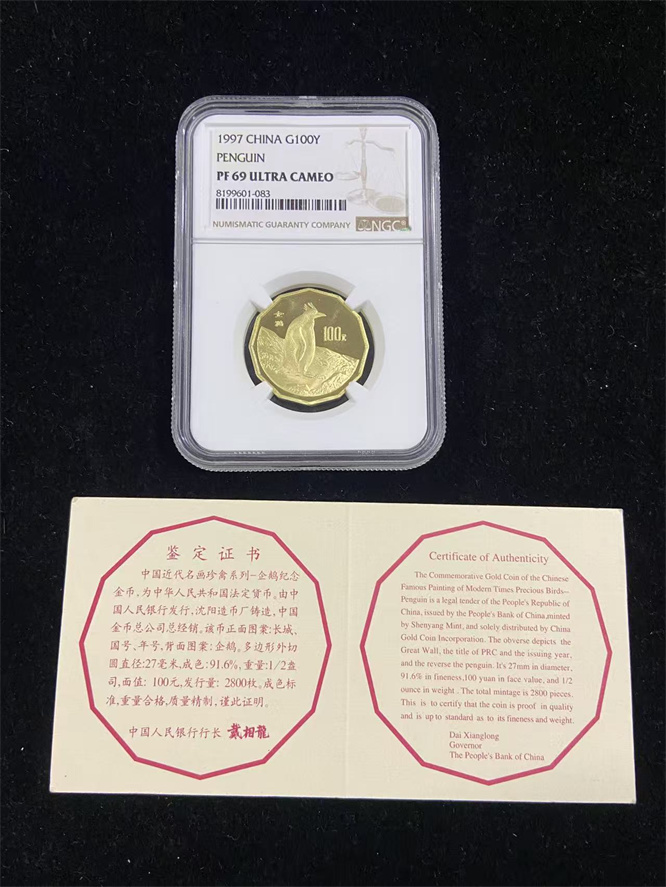 1997 CHINA G100Y
PENGUIN
PF 69 ULTRA CAMEO
8199601-083
NUMISMATIC GUARANTY COMPANY
NGC
企鹅
100元
鉴定证书
中国近代名画珍禽系列-企鹅纪念
金币,为中华人民共和国法定货币。由中
国人民银行发行,沈阳造币厂铸造,中国
金币总公司总经销。该币正面图案:长城、
国号、年号,背面图案:企鹅。多边形外切
圆直径:27毫米,成色:91.6%,重量:1/2盎
司,面值:100元,发行量:2800枚。成色标
准,重量合格,质量精制,谨此证明。
中国人民银行行长 戴相龍
Certificate of Authenticity
The Commemorative Gold Coin of the Chinese
Famous Painting of Modern Times Precious Birds--
Penguin is a legal tender of the People's Republic of
China, issued by the People's Bank of China,minted
by Shenyang Mint, and solely distributed by China
Gold Coin Incorporation. The obverse depicts the
Great Wall, the title of PRC and the issuing year,
and the reverse the penguin. It's 27mm in diameter,
91.6% in fineness,100 yuan in face value, and 1/2
ounce in weight . The total mintage is 2800 pieces.
This is to certify that the coin is proof in quality
and is up to standard as to its fineness and weight.
Dai Xianglong
Governor
The People's Bank of China